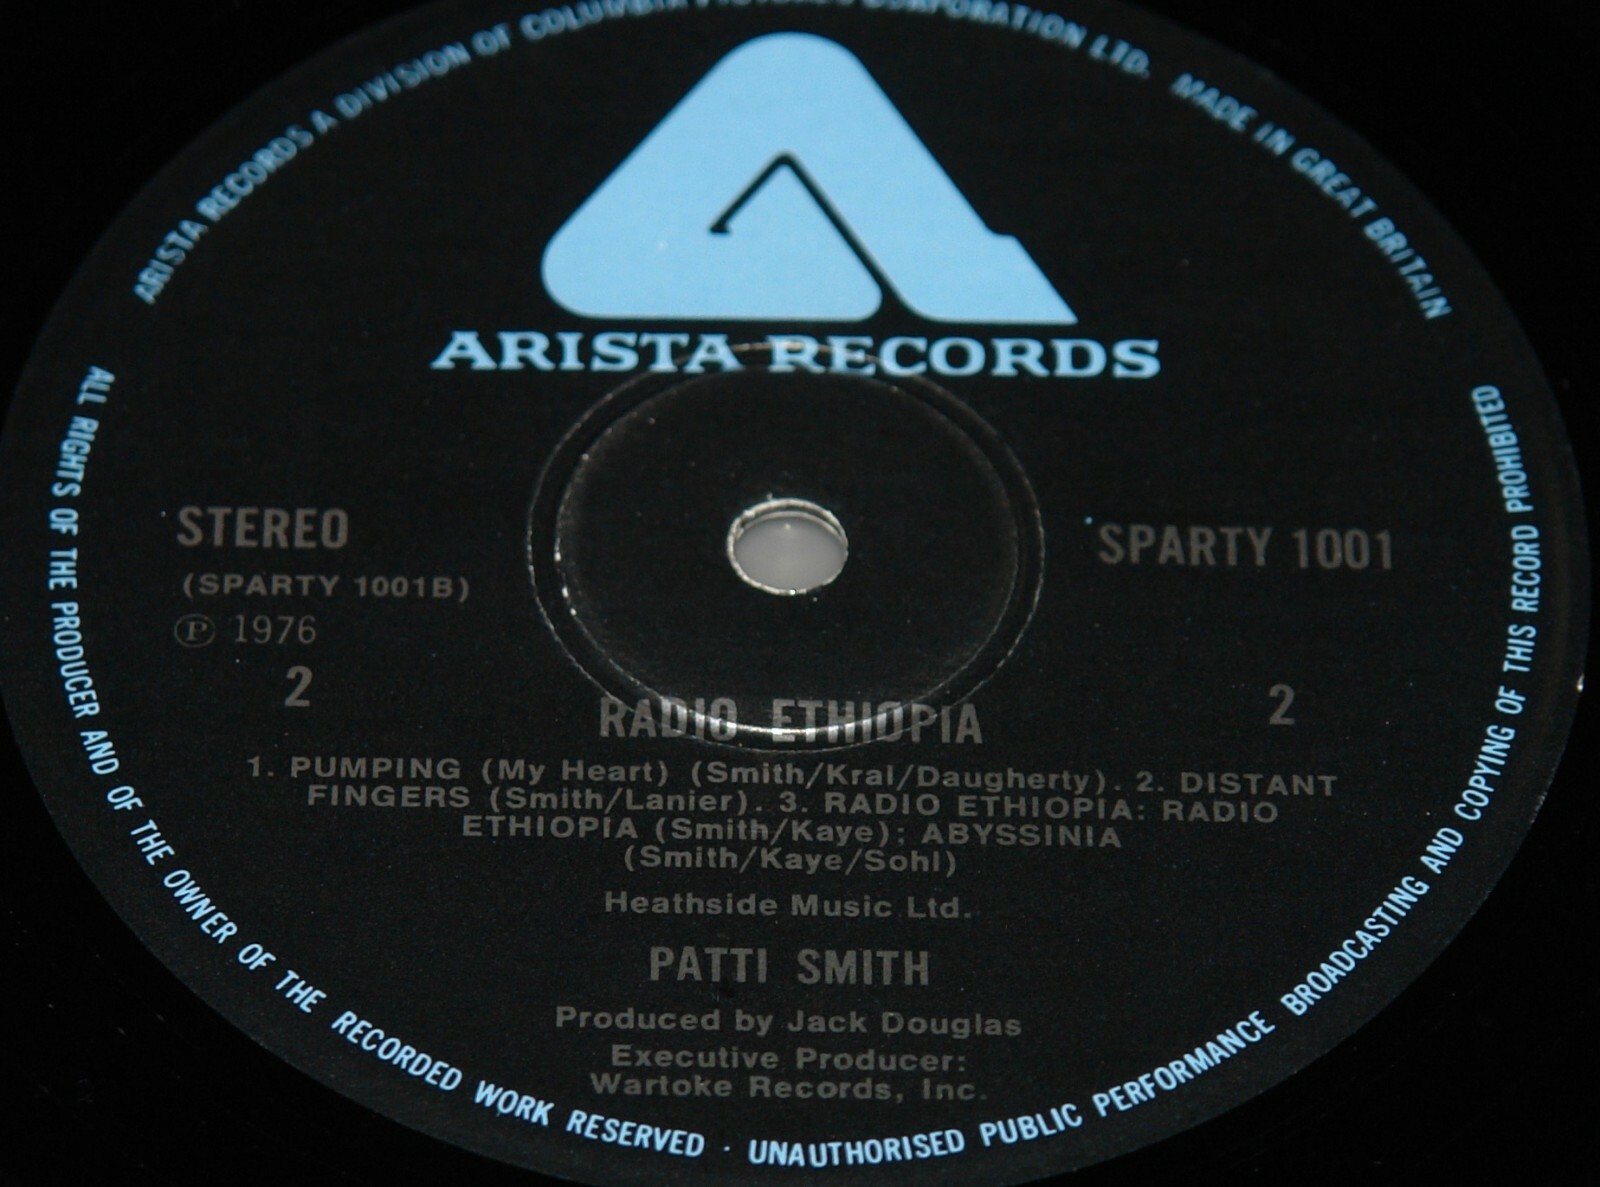 ARISTA RECORDS A DIVISION OF COLUMBIA PICTURES CORPORATION LTD. MADE IN GREAT BRITAIN
ARISTA RECORDS
STEREO
SPARTY 1001
(SPARTY 1001B)
Ⓟ 1976
2
2
RADIO ETHIOPIA
1. PUMPING (My Heart) (Smith/Kral/Daugherty). 2. DISTANT
FINGERS (Smith/Lanier). 3. RADIO ETHIOPIA: RADIO
ETHIOPIA (Smith/Kaye); ABYSSINIA
(Smith/Kaye/Sohl)
Heathside Music Ltd.
PATTI SMITH
Produced by Jack Douglas
Executive Producer:
Wartoke Records, Inc.
ALL RIGHTS OF THE PRODUCER AND OF THE OWNER OF THE RECORDED WORK RESERVED · UNAUTHORISED PUBLIC PERFORMANCE BROADCASTING AND COPYING OF THIS RECORD PROHIBITED